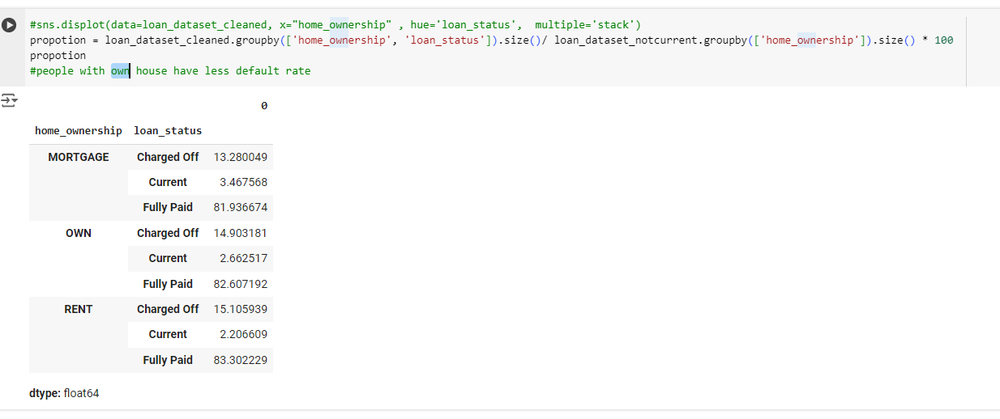 #sns.displot(data=loan_dataset_cleaned, x="home_ownership" , hue='loan_status',  multiple='stack')
propotion = loan_dataset_cleaned.groupby(['home_ownership', 'loan_status']).size()/ loan_dataset_notcurrent.groupby(['home_ownership']).size() * 100
propotion
#people with own house have less default rate
0
home_ownership loan_status
MORTGAGE Charged Off 13.280049
Current 3.467568
Fully Paid 81.936674
OWN Charged Off 14.903181
Current 2.662517
Fully Paid 82.607192
RENT Charged Off 15.105939
Current 2.206609
Fully Paid 83.302229
dtype: float64